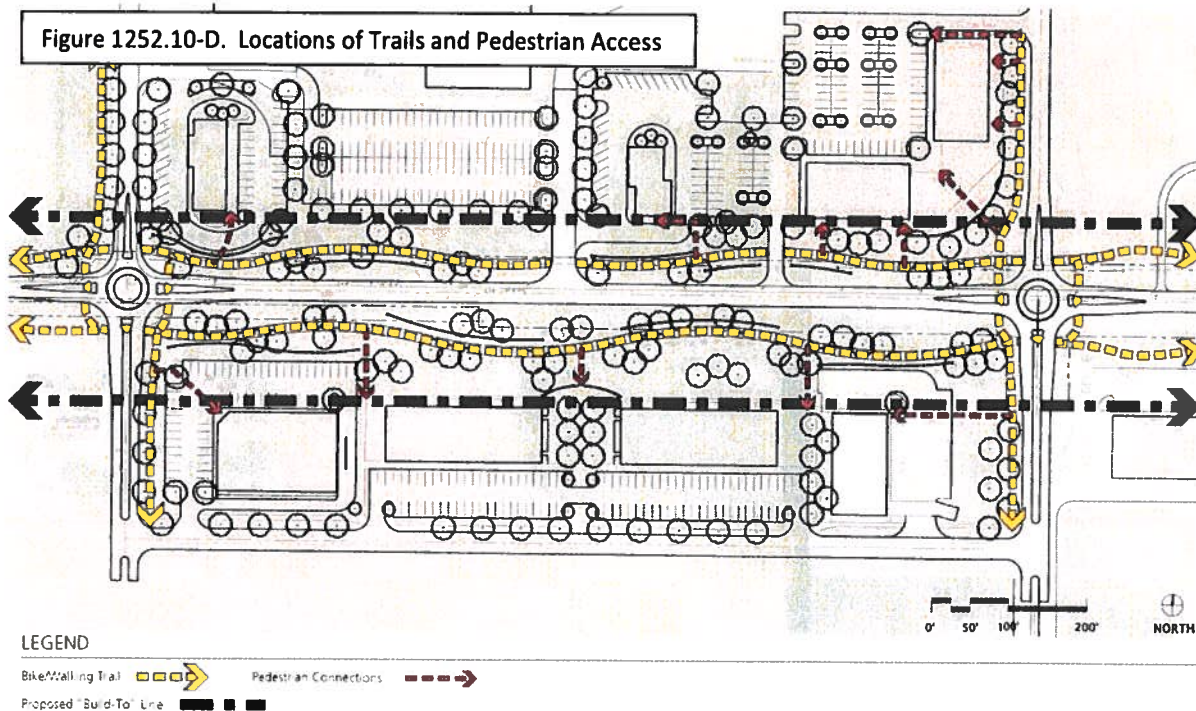 Figure 1252.10-D. Locations of Trails and Pedestrian Access
0' 50' 100' 200'
NORTH
LEGEND
Bike/Walking Trail Pedestrian Connections
Proposed "Build-To" Line